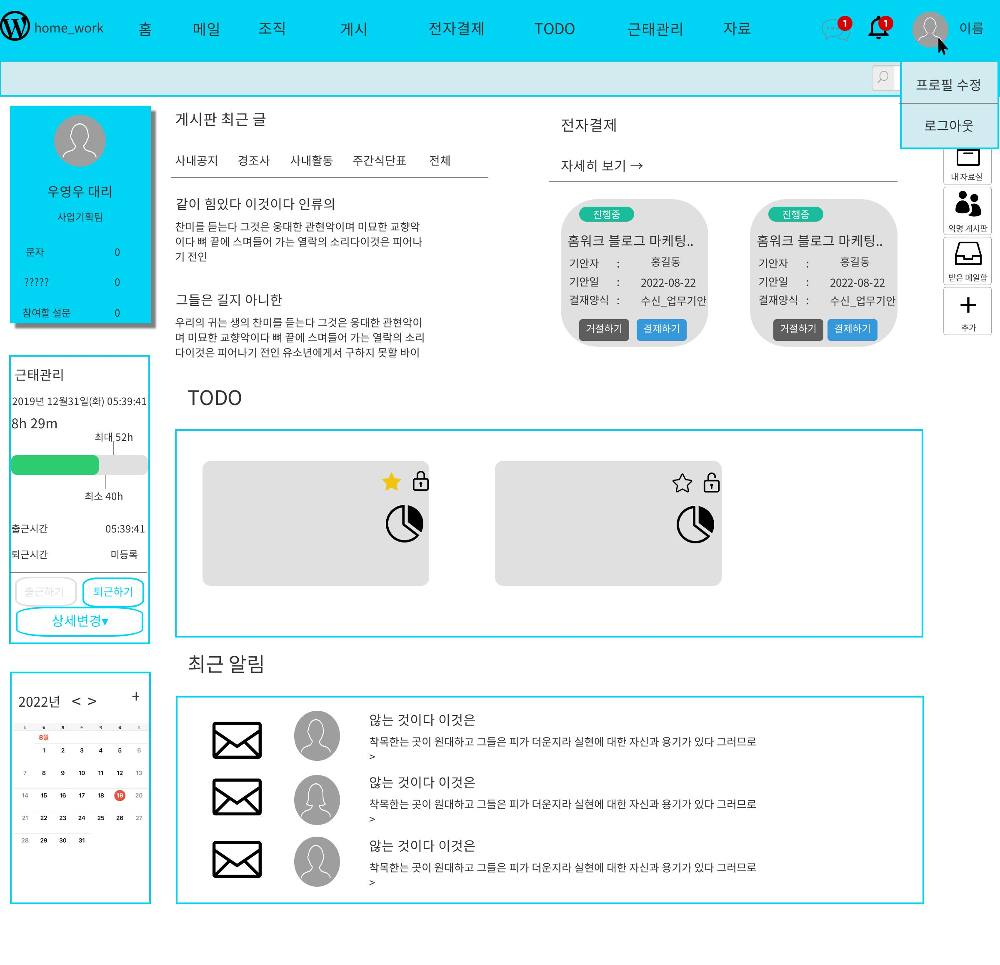 home_work
홈
메일
조직
게시
전자결제
TODO
근태관리
자료
1
1
이름
프로필 수정
로그아웃
우영우 대리
사업기획팀
문자 0
????? 0
참여할 설문 0
게시판 최근 글
사내공지 경조사 사내활동 주간식단표 전체
같이 힘있다 이것이다 인류의
찬미를 듣는다 그것은 웅대한 관현악이며 미묘한 교향악
이다 뼈 끝에 스며들어 가는 열락의 소리다이것은 피어나
기 전인
그들은 길지 아니한
우리의 귀는 생의 찬미를 듣는다 그것은 웅대한 관현악이
며 미묘한 교향악이다 뼈 끝에 스며들어 가는 열락의 소리
다이것은 피어나기 전인 유소년에게서 구하지 못할 바이
전자결제
자세히 보기 →
진행중
홈워크 블로그 마케팅..
기안자 : 홍길동
기안일 : 2022-08-22
결재양식 : 수신_업무기안
거절하기 결제하기
진행중
홈워크 블로그 마케팅..
기안자 : 홍길동
기안일 : 2022-08-22
결재양식 : 수신_업무기안
거절하기 결제하기
내 자료실
익명 게시판
받은 메일함
추가
근태관리
2019년 12월31일(화) 05:39:41
8h 29m
최대 52h
최소 40h
출근시간 05:39:41
퇴근시간 미등록
출근하기 퇴근하기
상세변경▾
TODO
최근 알림
2022년 < > +
일 월 화 수 목 금 토
8월
1 2 3 4 5 6
7 8 9 10 11 12 13
14 15 16 17 18 19 20
21 22 23 24 25 26 27
28 29 30 31
않는 것이다 이것은
착목한는 곳이 원대하고 그들은 피가 더운지라 실현에 대한 자신과 용기가 있다 그러므로
>
않는 것이다 이것은
착목한는 곳이 원대하고 그들은 피가 더운지라 실현에 대한 자신과 용기가 있다 그러므로
>
않는 것이다 이것은
착목한는 곳이 원대하고 그들은 피가 더운지라 실현에 대한 자신과 용기가 있다 그러므로
>